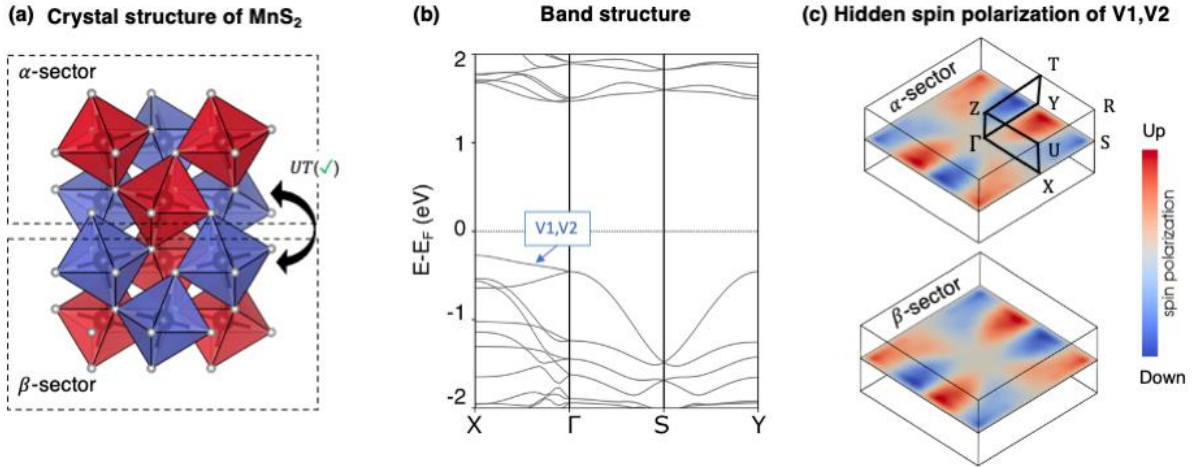 (a) Crystal structure of MnS₂
α-sector
UT(✓)
β-sector
(b) Band structure
E-E_F (eV)
2
1
0
-1
-2
V1,V2
X Γ S Y
(c) Hidden spin polarization of V1,V2
α-sector
T
Z
Y
R
Γ
U
S
X
β-sector
Up
spin polarization
Down